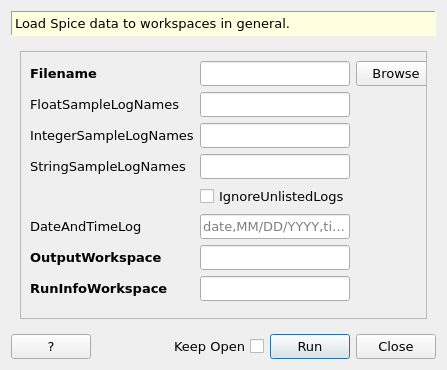 Load Spice data to workspaces in general.
Filename
Browse
FloatSampleLogNames
IntegerSampleLogNames
StringSampleLogNames
IgnoreUnlistedLogs
DateAndTimeLog date,MM/DD/YYYY,ti...
OutputWorkspace
RunInfoWorkspace
? Keep Open Run Close